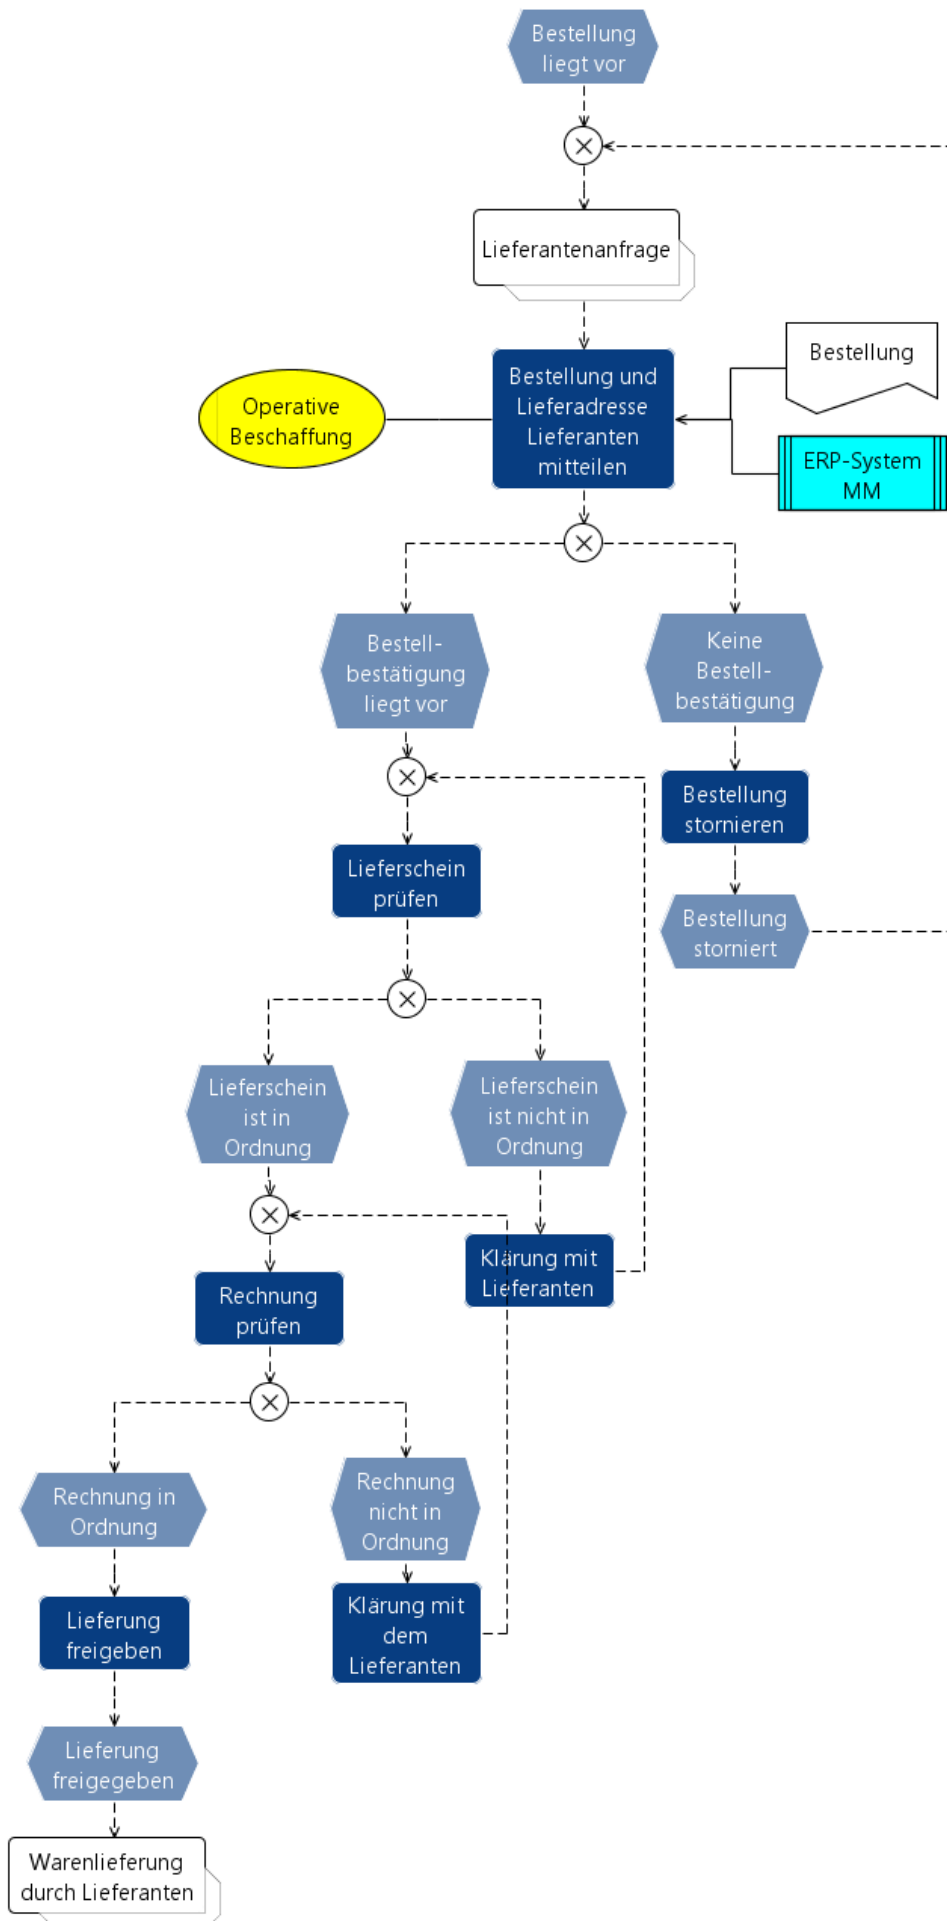 Bestellung
liegt vor
Lieferantenanfrage
Bestellung und
Lieferadresse
Lieferanten
mitteilen
Operative
Beschaffung
Bestellung
ERP-System
MM
Bestell-
bestätigung
liegt vor
Keine
Bestell-
bestätigung
Bestellung
stornieren
Lieferschein
prüfen
Bestellung
storniert
Lieferschein
ist in
Ordnung
Lieferschein
ist nicht in
Ordnung
Klärung mit
Lieferanten
Rechnung
prüfen
Rechnung in
Ordnung
Rechnung
nicht in
Ordnung
Lieferung
freigeben
Klärung mit
dem
Lieferanten
Lieferung
freigegeben
Warenlieferung
durch Lieferanten